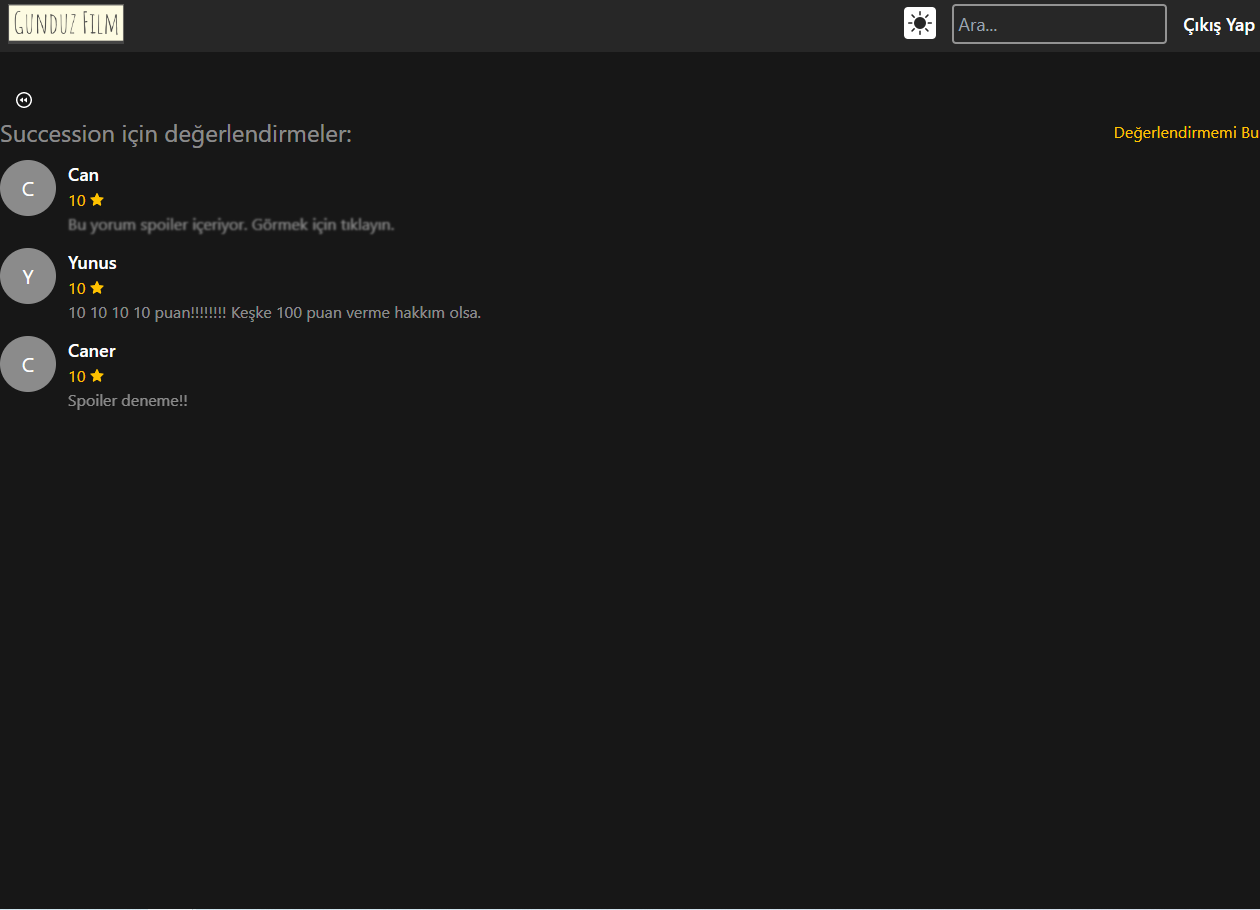 Gunduz Film
Ara...
Çıkış Yap
Succession için değerlendirmeler:
Değerlendirmemi Bu
C
Can
10
Bu yorum spoiler içeriyor. Görmek için tıklayın.
Y
Yunus
10
10 10 10 10 puan!!!!!!!! Keşke 100 puan verme hakkım olsa.
C
Caner
10
Spoiler deneme!!